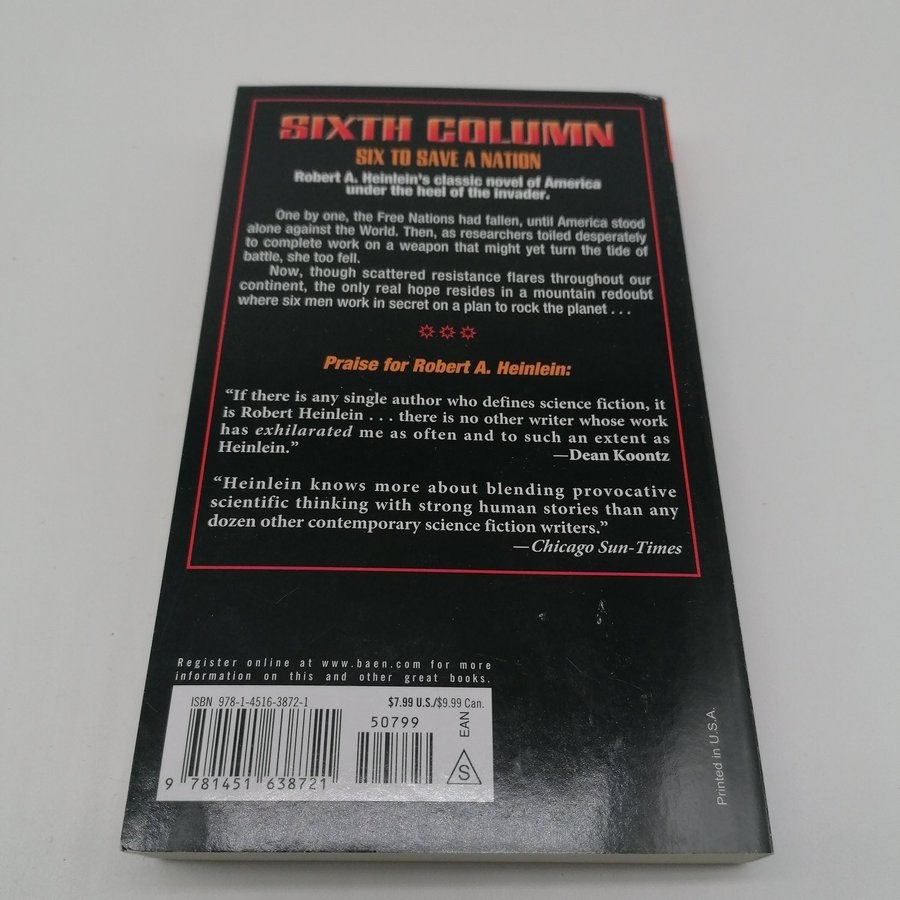 SIXTH COLUMN
SIX TO SAVE A NATION
Robert A. Heinlein's classic novel of America
under the heel of the invader.
One by one, the Free Nations had fallen, until America stood
alone against the World. Then, as researchers toiled desperately
to complete work on a weapon that might yet turn the tide of
battle, she too fell.
Now, though scattered resistance flares throughout our
continent, the only real hope resides in a mountain redoubt
where six men work in secret on a plan to rock the planet . . .
Praise for Robert A. Heinlein:
“If there is any single author who defines science fiction, it
is Robert Heinlein . . . there is no other writer whose work
has exhilarated me as often and to such an extent as
Heinlein.”
—Dean Koontz
“Heinlein knows more about blending provocative
scientific thinking with strong human stories than any
dozen other contemporary science fiction writers.”
—Chicago Sun-Times
Register online at www.baen.com for more
information on this and other great books.
ISBN 978-1-4516-3872-1
$7.99 U.S./$9.99 Can.
50799
EAN
S
9 781451 638721
Printed in U.S.A.